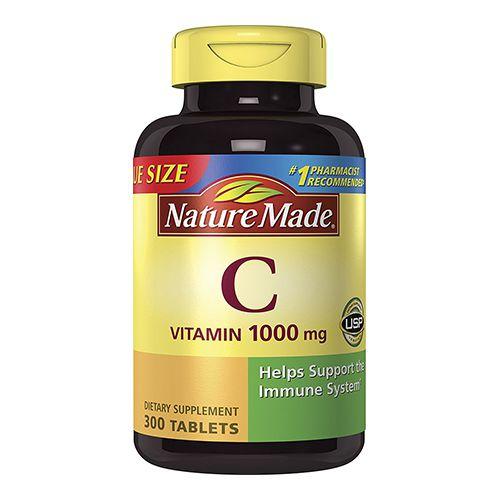 UE SIZE
#1 PHARMACIST
RECOMMENDED
Nature Made®
C
VITAMIN 1000 mg
USP
Helps Support the
Immune System†
DIETARY SUPPLEMENT
300 TABLETS